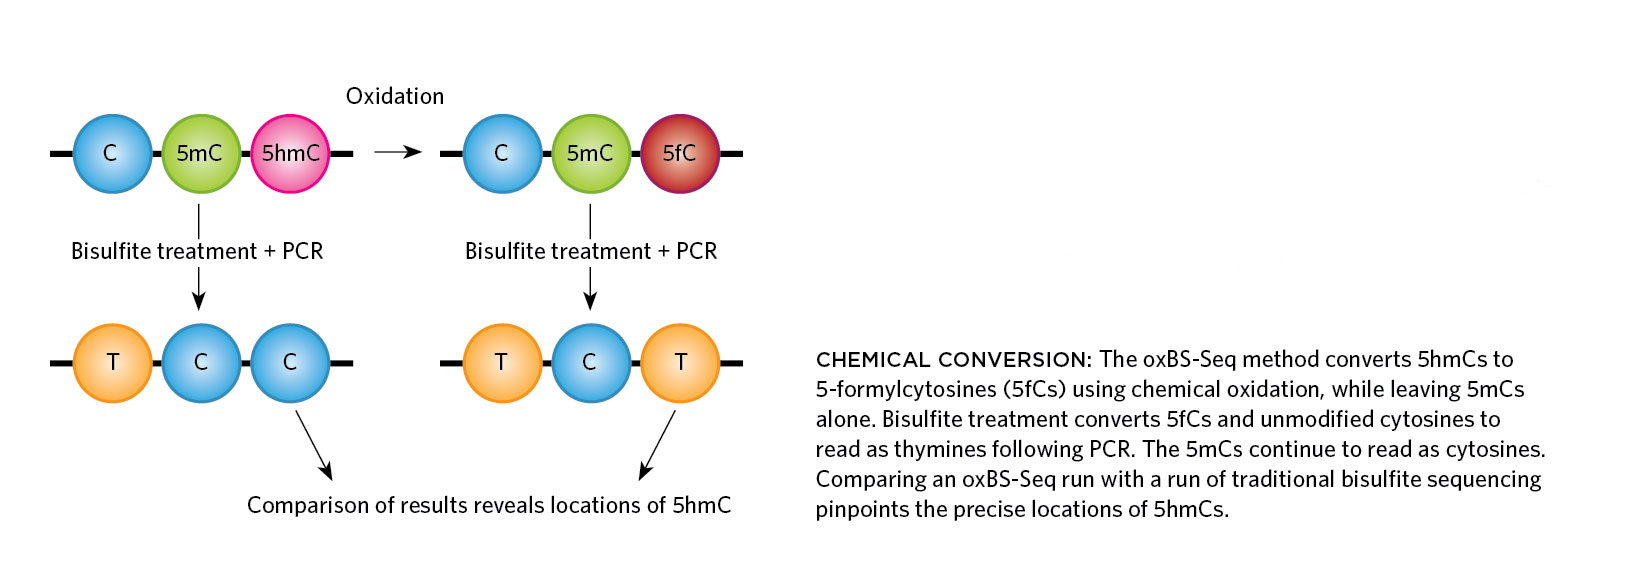 Oxidation
C 5mC 5hmC C 5mC 5fC
Bisulfite treatment + PCR Bisulfite treatment + PCR
T C C T C T
Comparison of results reveals locations of 5hmC
CHEMICAL CONVERSION: The oxBS-Seq method converts 5hmCs to
5-formylcytosines (5fCs) using chemical oxidation, while leaving 5mCs
alone. Bisulfite treatment converts 5fCs and unmodified cytosines to
read as thymines following PCR. The 5mCs continue to read as cytosines.
Comparing an oxBS-Seq run with a run of traditional bisulfite sequencing
pinpoints the precise locations of 5hmCs.